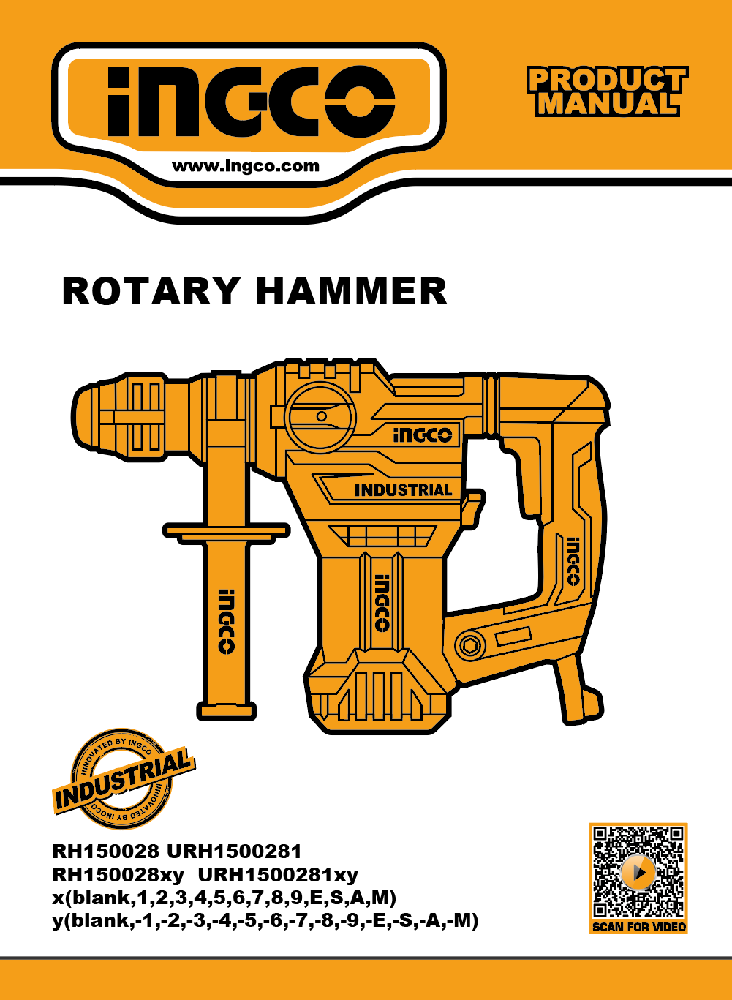 INGCO
www.ingco.com
PRODUCT
MANUAL
ROTARY HAMMER
INGCO
INDUSTRIAL
INGCO
INGCO
INGCO
INNOVATED BY INGCO
INDUSTRIAL
INNOVATED BY INGCO
RH150028 URH1500281
RH150028xy URH1500281xy
x(blank,1,2,3,4,5,6,7,8,9,E,S,A,M)
y(blank,-1,-2,-3,-4,-5,-6,-7,-8,-9,-E,-S,-A,-M)
SCAN FOR VIDEO